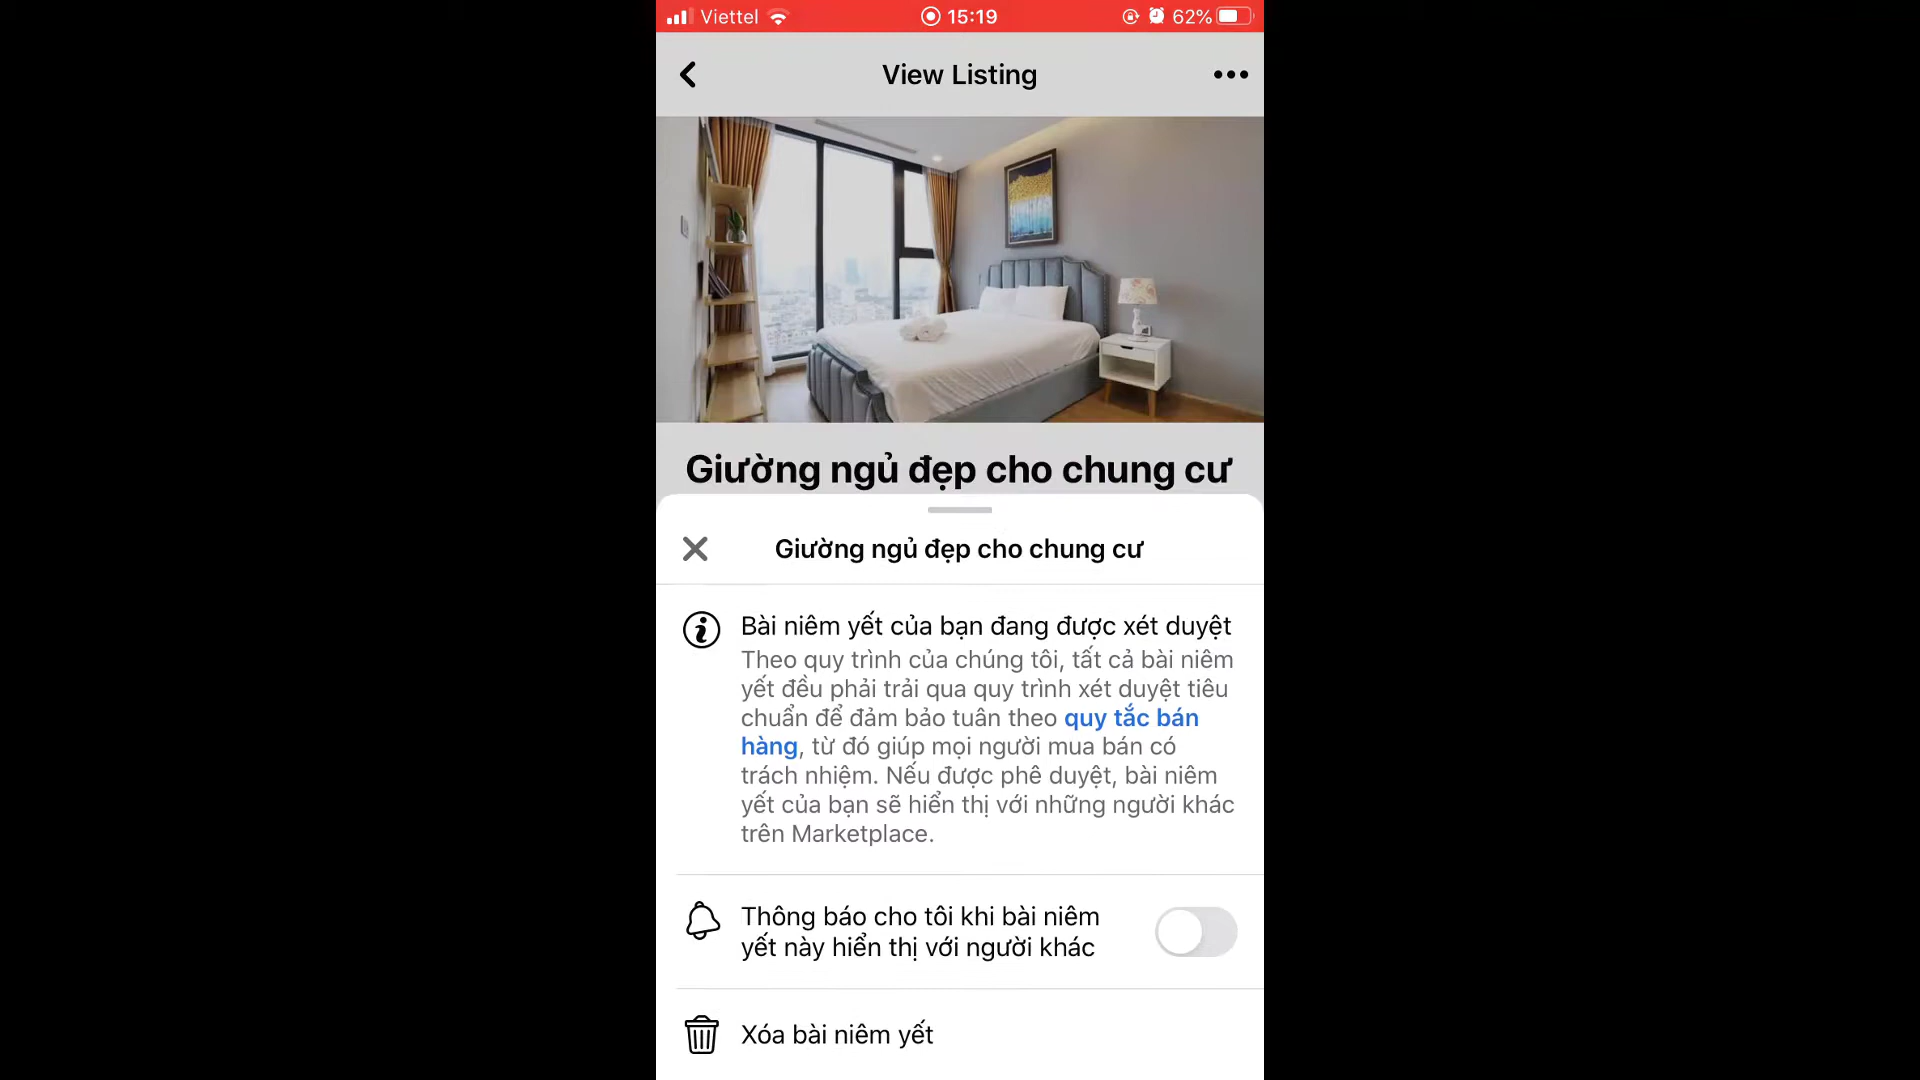 Viettel 15:19 62%
View Listing
Giường ngủ đẹp cho chung cư
Giường ngủ đẹp cho chung cư
Bài niêm yết của bạn đang được xét duyệt
Theo quy trình của chúng tôi, tất cả bài niêm
yết đều phải trải qua quy trình xét duyệt tiêu
chuẩn để đảm bảo tuân theo quy tắc bán
hàng, từ đó giúp mọi người mua bán có
trách nhiệm. Nếu được phê duyệt, bài niêm
yết của bạn sẽ hiển thị với những người khác
trên Marketplace.
Thông báo cho tôi khi bài niêm
yết này hiển thị với người khác
Xóa bài niêm yết